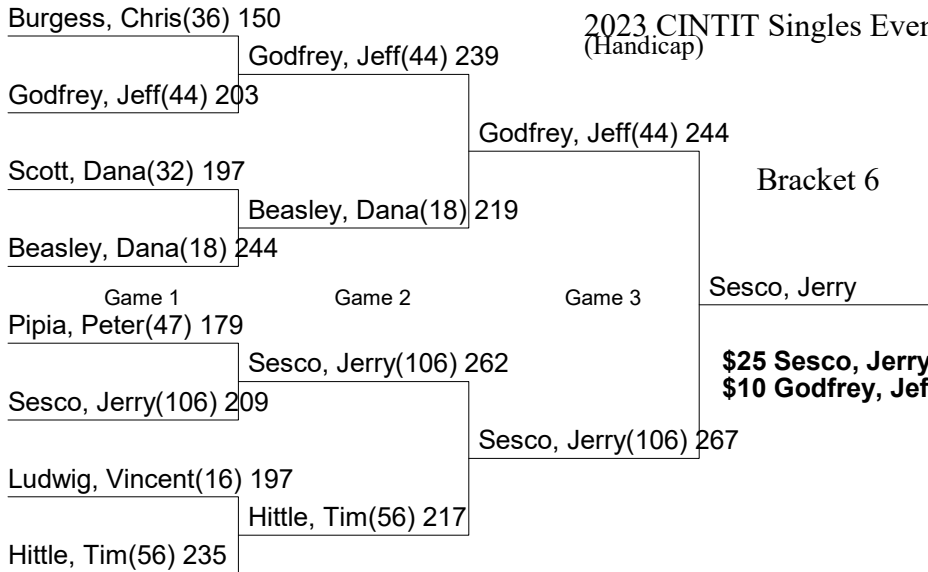 Burgess, Chris(36) 150
2023 CINTIT Singles
(Handicap)
Godfrey, Jeff(44) 239
Godfrey, Jeff(44) 203
Godfrey, Jeff(44) 244
Scott, Dana(32) 197
Bracket 6
Beasley, Dana(18) 219
Beasley, Dana(18) 244
Game 1
Game 2
Game 3
Sesco, Jerry
Pipia, Peter(47) 179
Sesco, Jerry(106) 262
$25 Sesco, Jerry
$10 Godfrey, Jef
Sesco, Jerry(106) 209
Sesco, Jerry(106) 267
Ludwig, Vincent(16) 197
Hittle, Tim(56) 217
Hittle, Tim(56) 235